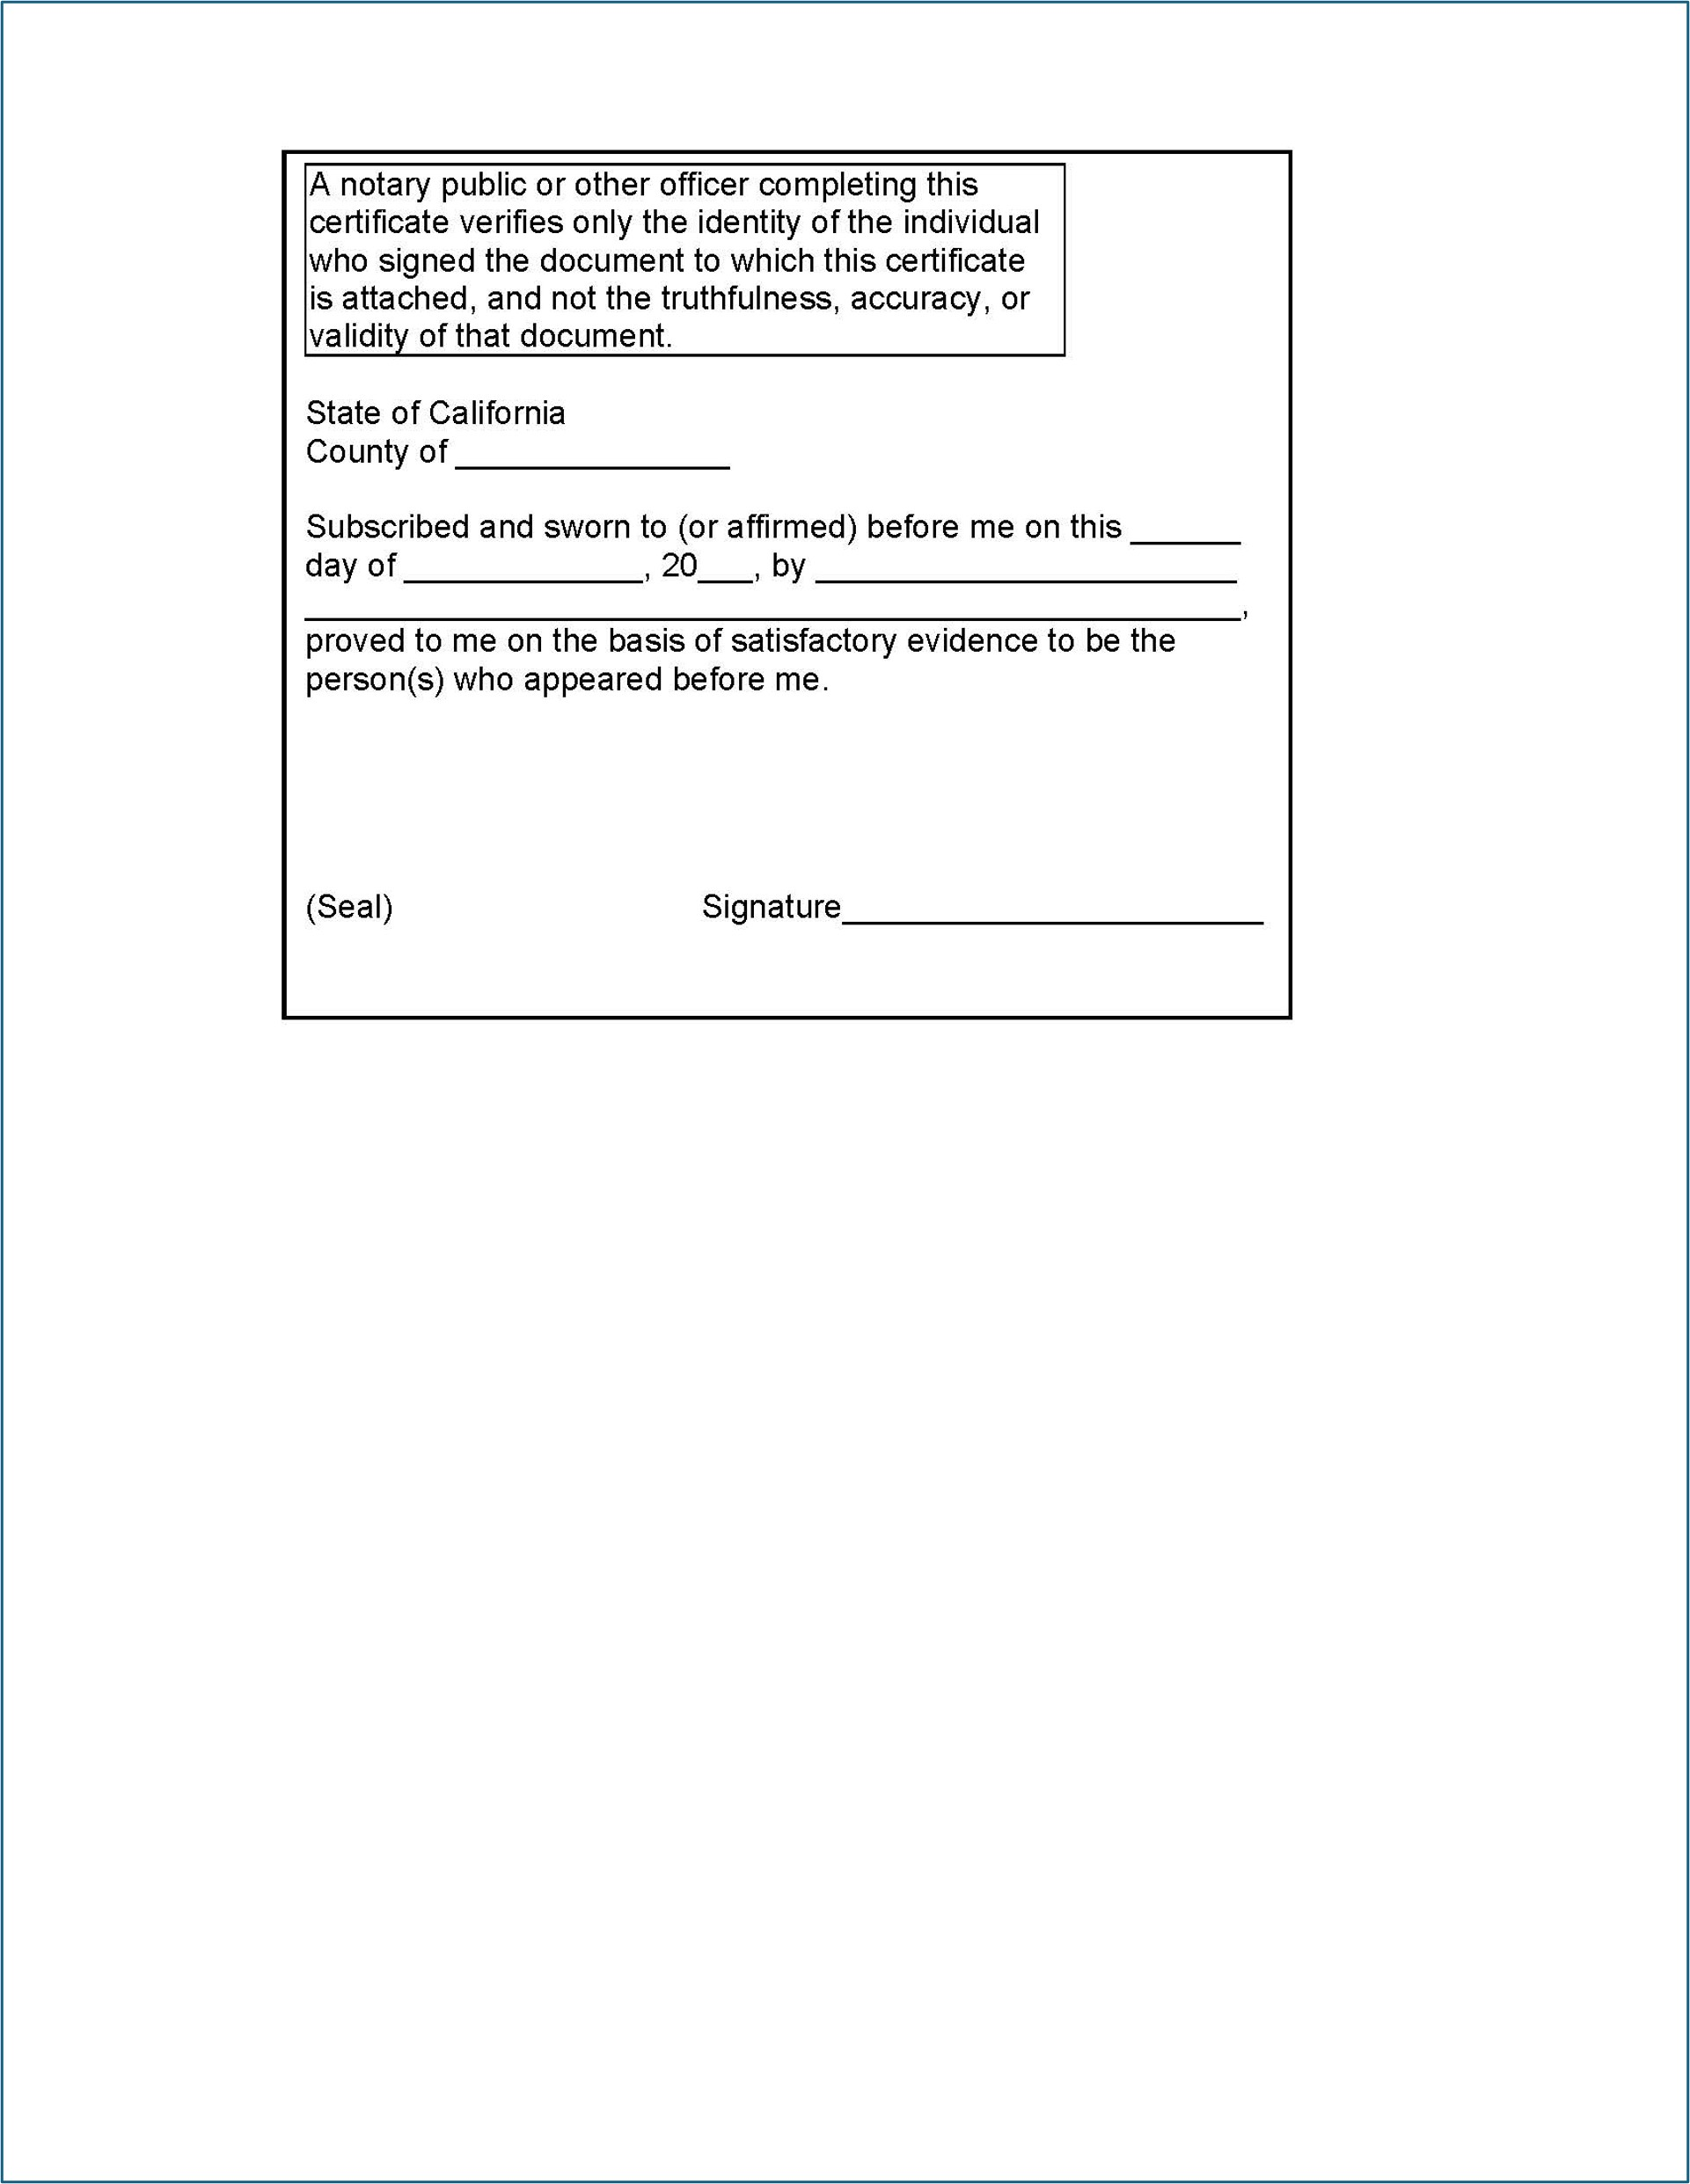 A notary public or other officer completing this
certificate verifies only the identity of the individual
who signed the document to which this certificate
is attached, and not the truthfulness, accuracy, or
validity of that document.
State of California
County of _______________
Subscribed and sworn to (or affirmed) before me on this ______
day of _____________, 20___, by _______________________
___________________________________________________,
proved to me on the basis of satisfactory evidence to be the
person(s) who appeared before me.
(Seal) Signature_______________________